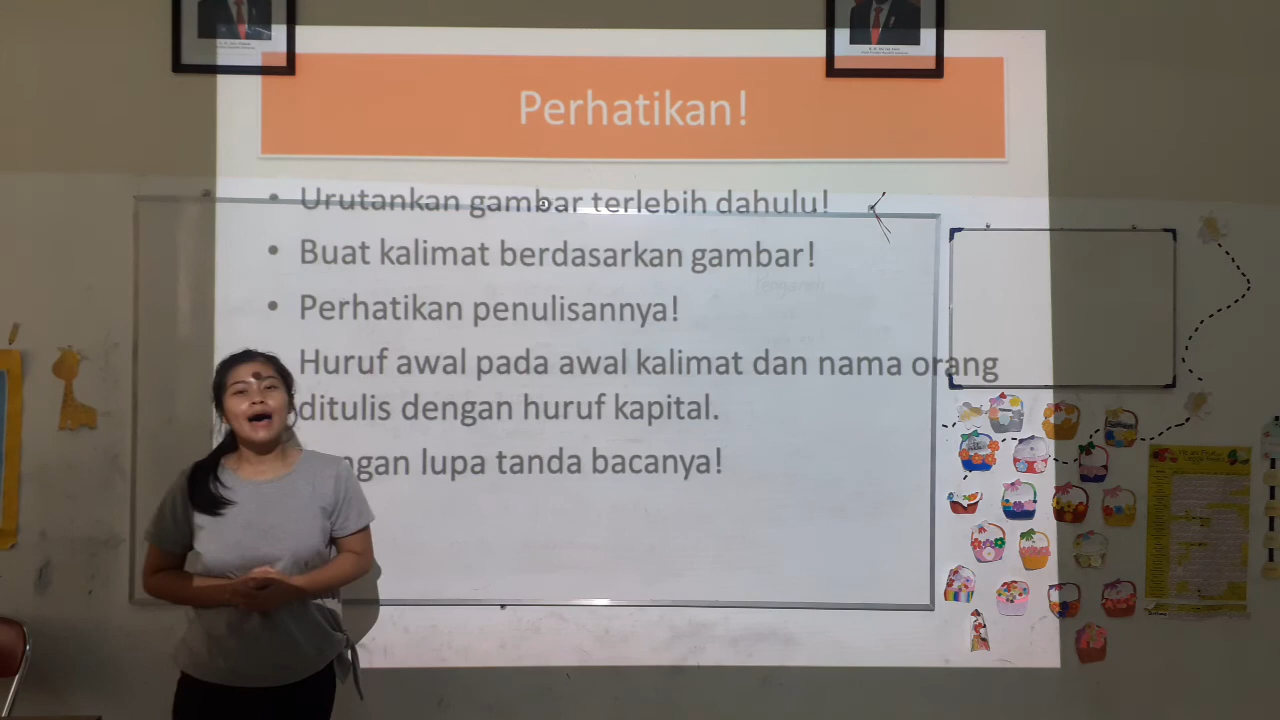 Perhatikan!
• Urutankan gambar terlebih dahulu!
• Buat kalimat berdasarkan gambar!
• Perhatikan penulisannya!
Huruf awal pada awal kalimat dan nama orang
ditulis dengan huruf kapital.
ngan lupa tanda bacanya!